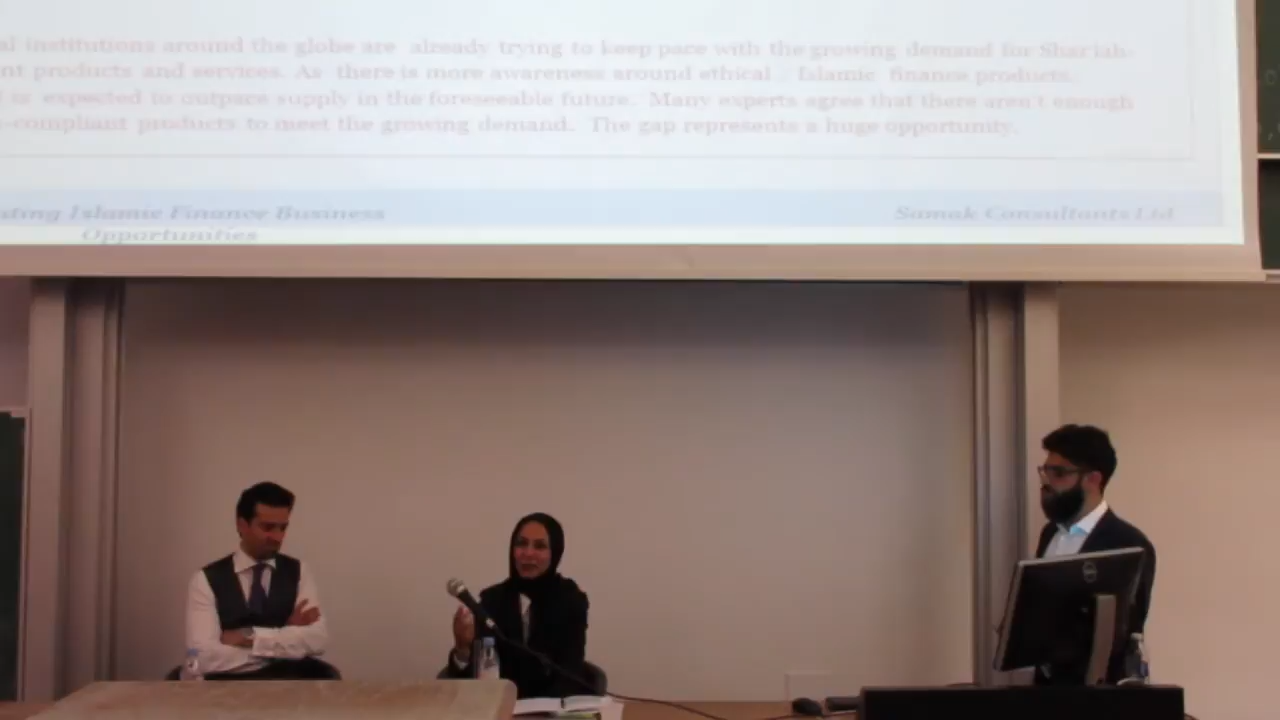 al institutions around the globe are already trying to keep pace with the growing demand for Shariah-
nt products and services. As there is more awareness around ethical Islamic finance products,
is expected to outpace supply in the foreseeable future. Many experts agree that there aren't enough
-compliant products to meet the growing demand. The gap represents a huge opportunity.
ating Islamic Finance Business
Opportunities
Samak Consultants Ltd